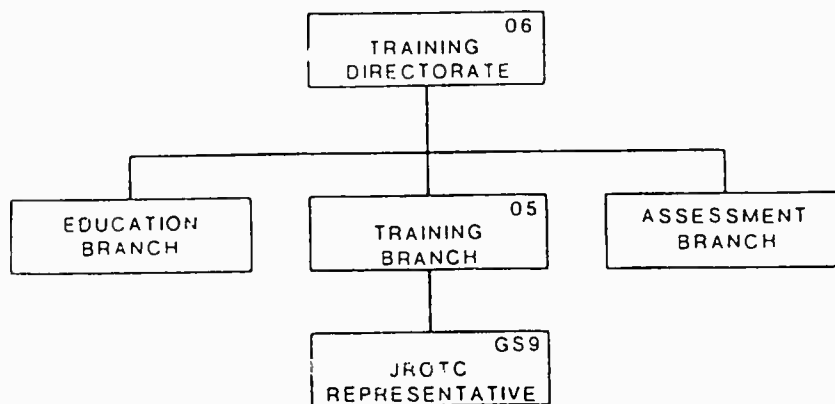 06
TRAINING
DIRECTORATE
EDUCATION
BRANCH
05
TRAINING
BRANCH
ASSESSMENT
BRANCH
GS9
JROTC
REPRESENTATIVE